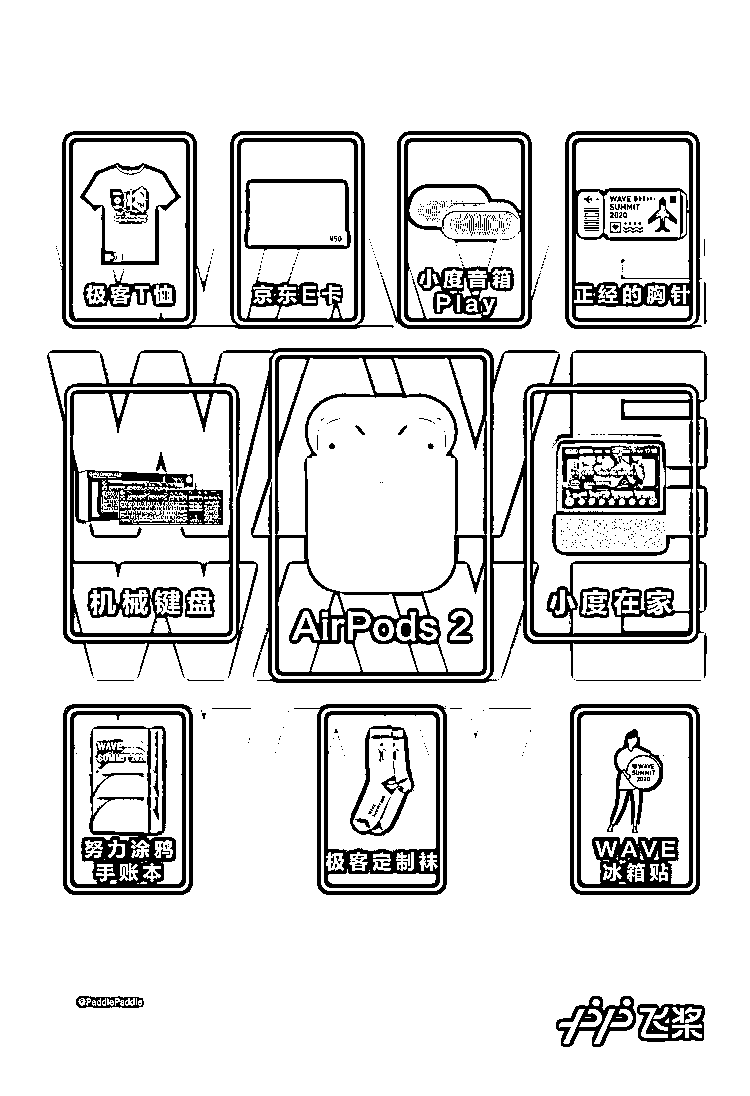 WAVE
SUMMIT
2020
¥50
极客T恤
京东E卡
小度音箱
Play
正经的胸针
机械键盘
AirPods 2
小度在家
WAVE
SUMMIT
努力涂鸦
手账本
极客定制袜
WAVE
SUMMIT
2020
WAVE
冰箱贴
@PaddlePaddle
飞桨